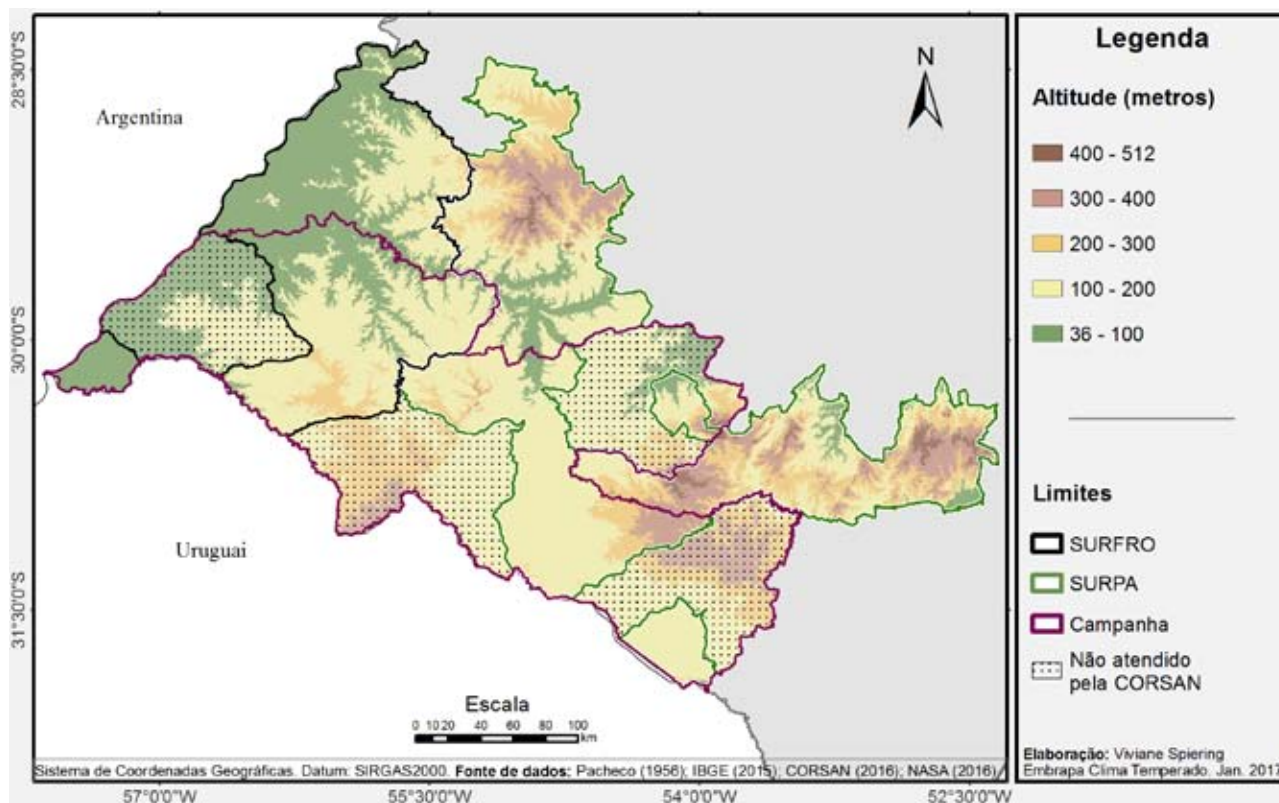 28°30'0"S
30°0'0"S
31°30'0"S
Argentina
Uruguai
N
Escala
0 10 20 40 60 80 100
km
Sistema de Coordenadas Geográficas. Datum: SIRGAS2000. Fonte de dados: Pacheco (1956); IBGE (2015); CORSAN (2016); NASA (2016)
57°0'0"W
55°30'0"W
54°0'0"W
52°30'0"W
Legenda
Altitude (metros)
400 - 512
300 - 400
200 - 300
100 - 200
36 - 100
Limites
SURFRO
SURPA
Campanha
Não atendido
pela CORSAN
Elaboração: Viviane Spiering
Embrapa Clima Temperado. Jan. 2017